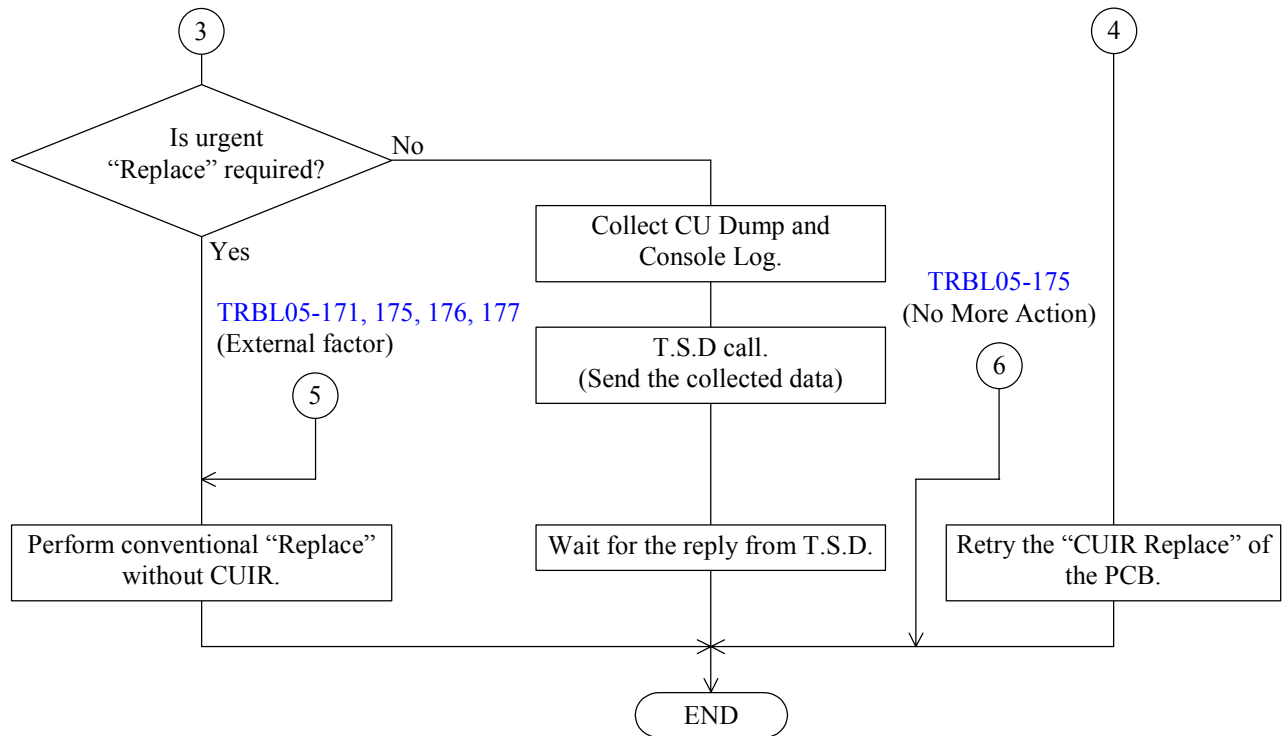 3
4
Is urgent
“Replace” required?
No
Yes
Collect CU Dump and
Console Log.
TRBL05-171, 175, 176, 177
(External factor)
5
T.S.D call.
(Send the collected data)
TRBL05-175
(No More Action)
6
Perform conventional “Replace”
without CUIR.
Wait for the reply from T.S.D.
Retry the “CUIR Replace” of
the PCB.
END